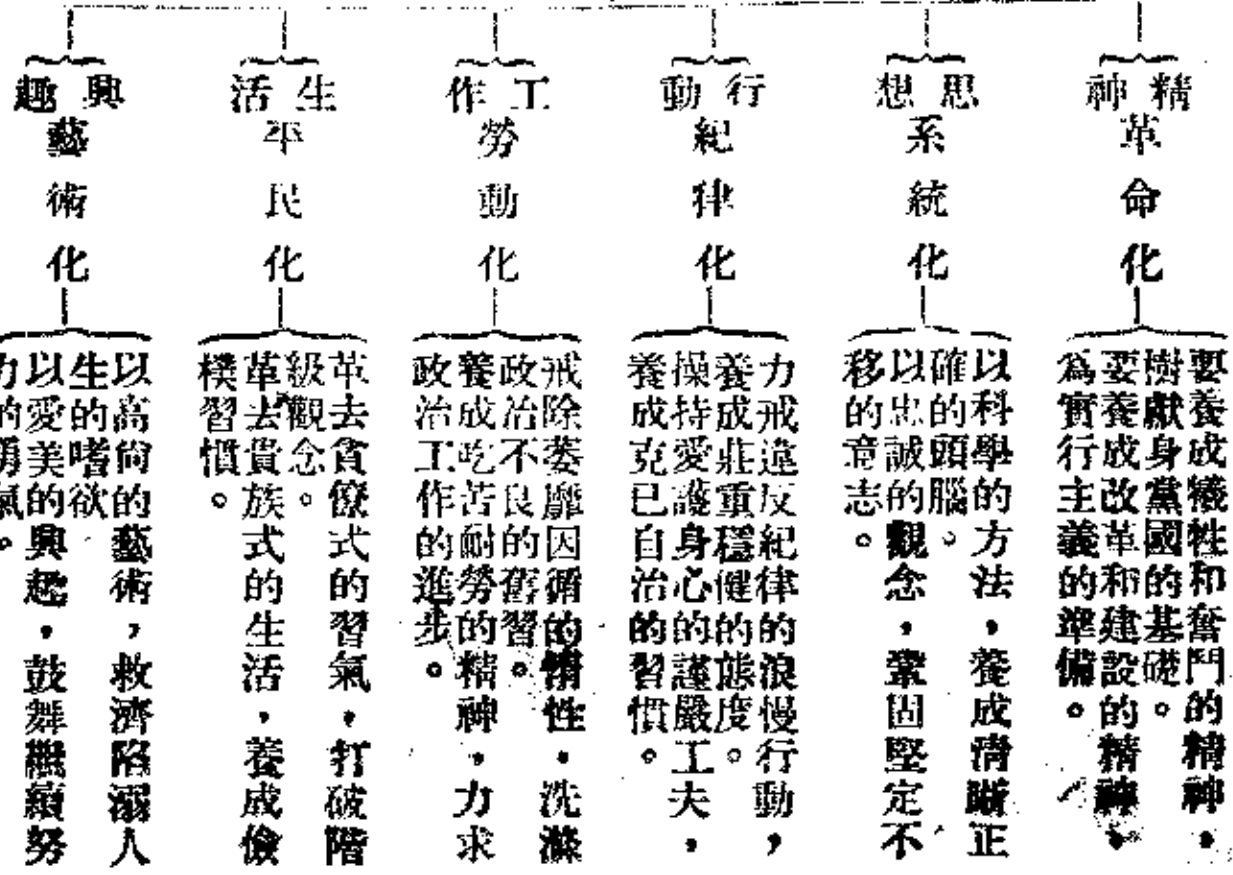 精神
革命化
要養成犧牲和奮鬥的精神，
樹獻身黨國的基礎。
要養成改革和建設的精神，
為實行主義的準備。
思想
系統化
以科學的方法，養成清晰正
確的頭腦。
以忠誠的觀念，鞏固堅定不
移的意志。
行動
紀律化
力戒違反紀律的浪慢行動，
養成莊重穩健的態度。
操持愛護身心的謹嚴工夫，
養成克己自治的習慣。
工作
勞動化
戒除萎靡因循的惰性，洗滌
政治不良的舊習。
養成吃苦耐勞的精神，力求
政治工作的進步。
生活
平民化
革去貪僚式的習氣，打破階
級觀念。
革去貴族式的生活，養成儉
樸習慣。
興趣
藝術化
以高尚的藝術，救濟陷溺人
生的嗜欲
以愛美的興趣，鼓舞繼續努
力的勇氣。